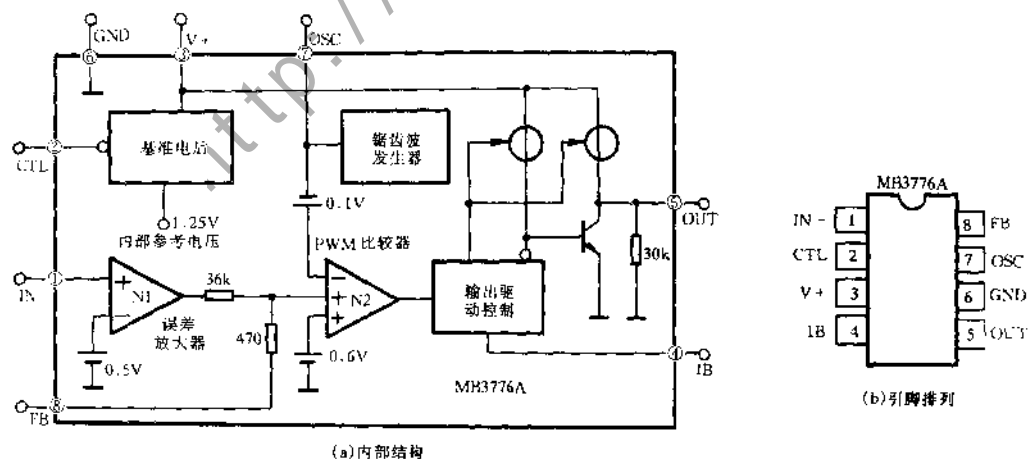 GND
V+
OSC
⑥
③
⑦
②
CTL
基准电压
锯齿波
发生器
1.25V
内部参考电压
0.1V
PWM 比较器
①
IN
N1
36k
误差
放大器
470
0.5V
N2
0.6V
输出驱动控制
30k
⑤
OUT
④
IB
MB3776A
⑧
FB
(a)内部结构
MB3776A
IN - 1
CTL 2
V+ 3
IB 4
8 FB
7 OSC
6 GND
5 OUT
(b)引脚排列